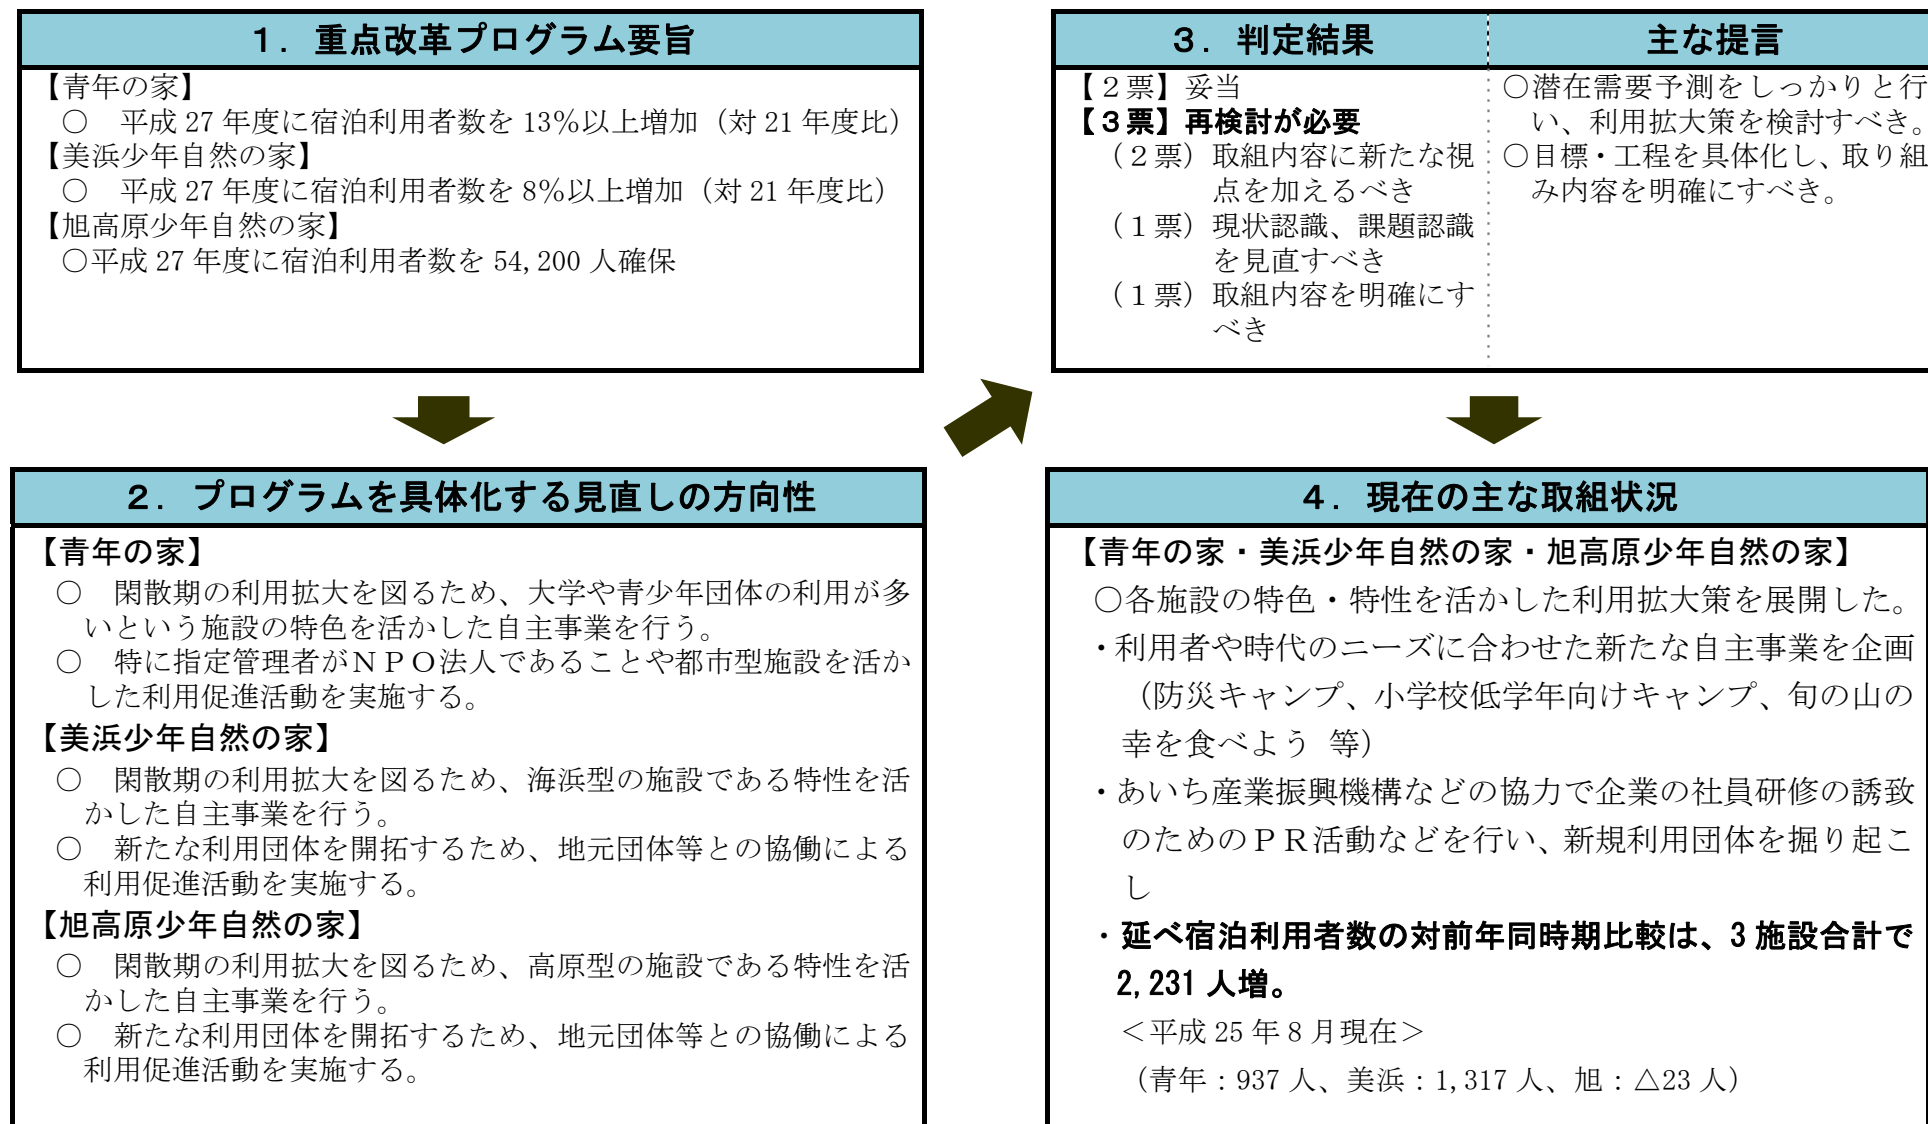 １．重点改革プログラム要旨
【青年の家】
○　平成 27 年度に宿泊利用者数を 13％以上増加（対 21 年度比）
【美浜少年自然の家】
○　平成 27 年度に宿泊利用者数を 8％以上増加（対 21 年度比）
【旭高原少年自然の家】
○平成 27 年度に宿泊利用者数を 54,200 人確保
２．プログラムを具体化する見直しの方向性
【青年の家】
○　閑散期の利用拡大を図るため、大学や青少年団体の利用が多
いという施設の特色を活かした自主事業を行う。
○　特に指定管理者がＮＰＯ法人であることや都市型施設を活か
した利用促進活動を実施する。
【美浜少年自然の家】
○　閑散期の利用拡大を図るため、海浜型の施設である特性を活
かした自主事業を行う。
○　新たな利用団体を開拓するため、地元団体等との協働による
利用促進活動を実施する。
【旭高原少年自然の家】
○　閑散期の利用拡大を図るため、高原型の施設である特性を活
かした自主事業を行う。
○　新たな利用団体を開拓するため、地元団体等との協働による
利用促進活動を実施する。
３．判定結果
【２票】妥当
【３票】再検討が必要
（２票）取組内容に新たな視
点を加えるべき
（１票）現状認識、課題認識
を見直すべき
（１票）取組内容を明確にす
べき
主な提言
○潜在需要予測をしっかりと行
い、利用拡大策を検討すべき。
○目標・工程を具体化し、取り組
み内容を明確にすべき。
４．現在の主な取組状況
【青年の家・美浜少年自然の家・旭高原少年自然の家】
○各施設の特色・特性を活かした利用拡大策を展開した。
・利用者や時代のニーズに合わせた新たな自主事業を企画
（防災キャンプ、小学校低学年向けキャンプ、旬の山の
幸を食べよう 等）
・あいち産業振興機構などの協力で企業の社員研修の誘致
のためのＰＲ活動などを行い、新規利用団体を掘り起こ
し
・延べ宿泊利用者数の対前年同時期比較は、3 施設合計で
2,231 人増。
＜平成 25 年 8 月現在＞
（青年：937 人、美浜：1,317 人、旭：△23 人）